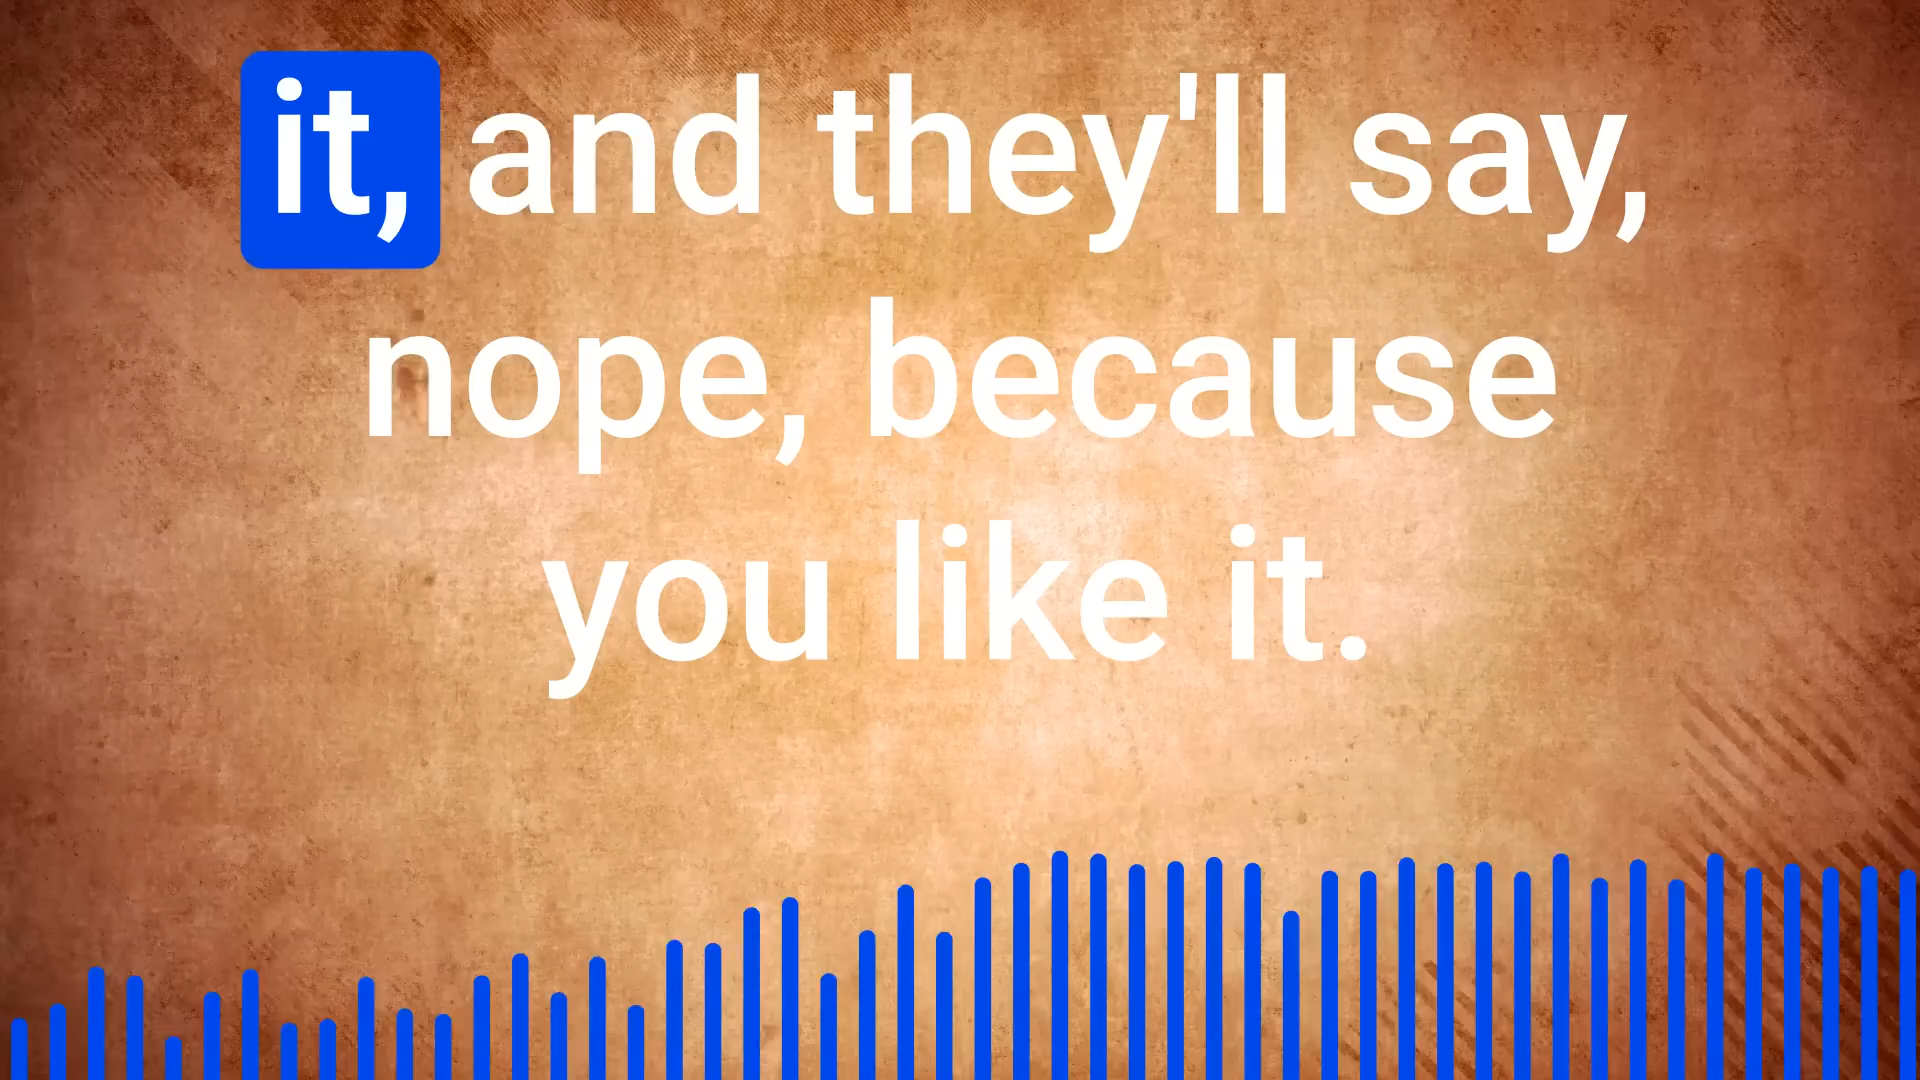 it, and they'll say,
nope, because
you like it.